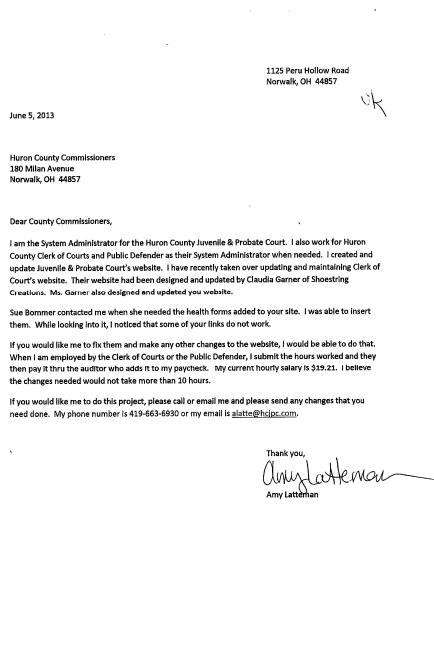 1125 Peru Hollow Road
Norwalk, OH 44857
June 5, 2013
Huron County Commissioners
180 Milan Avenue
Norwalk, OH 44857
Dear County Commissioners,
I am the System Administrator for the Huron County Juvenile & Probate Court. I also work for Huron
County Clerk of Courts and Public Defender as their System Administrator when needed. I created and
update Juvenile & Probate Court's website. I have recently taken over updating and maintaining Clerk of
Court's website. Their website had been designed and updated by Claudia Garner of Shoestring
Creations. Ms. Garner also designed and updated you website.
Sue Bommer contacted me when she needed the health forms added to your site. I was able to insert
them. While looking into it, I noticed that some of your links do not work.
If you would like me to fix them and make any other changes to the website, I would be able to do that.
When I am employed by the Clerk of Courts or the Public Defender, I submit the hours worked and they
then pay it thru the auditor who adds it to my paycheck. My current hourly salary is $19.21. I believe
the changes needed would not take more than 10 hours.
If you would like me to do this project, please call or email me and please send any changes that you
need done. My phone number is 419-663-6930 or my email is alatte@hcjpc.com.
Thank you,
Amy Latteman
Amy Latteman